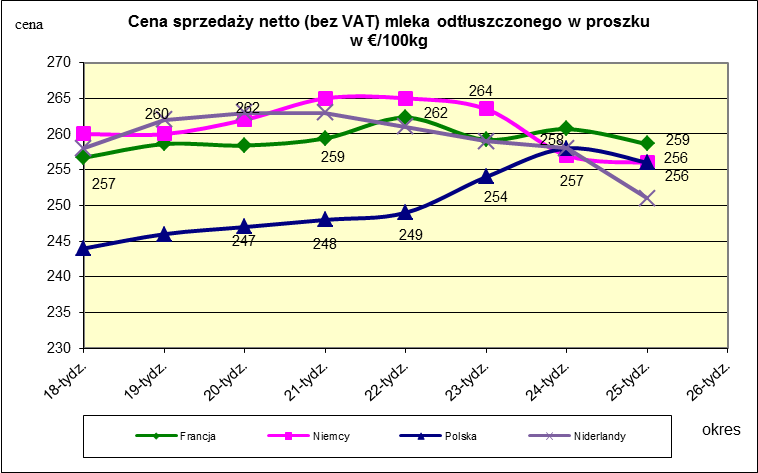 cena
Cena sprzedaży netto (bez VAT) mleka odtłuszczonego w proszku
w €/100kg
270
265
260
255
250
245
240
235
230
257
260
262
259
262
264
258
257
259
256
256
247
248
249
254
18-tydz.
19-tydz.
20-tydz.
21-tydz.
22-tydz.
23-tydz.
24-tydz.
25-tydz.
26-tydz.
okres
Francja
Niemcy
Polska
Niderlandy